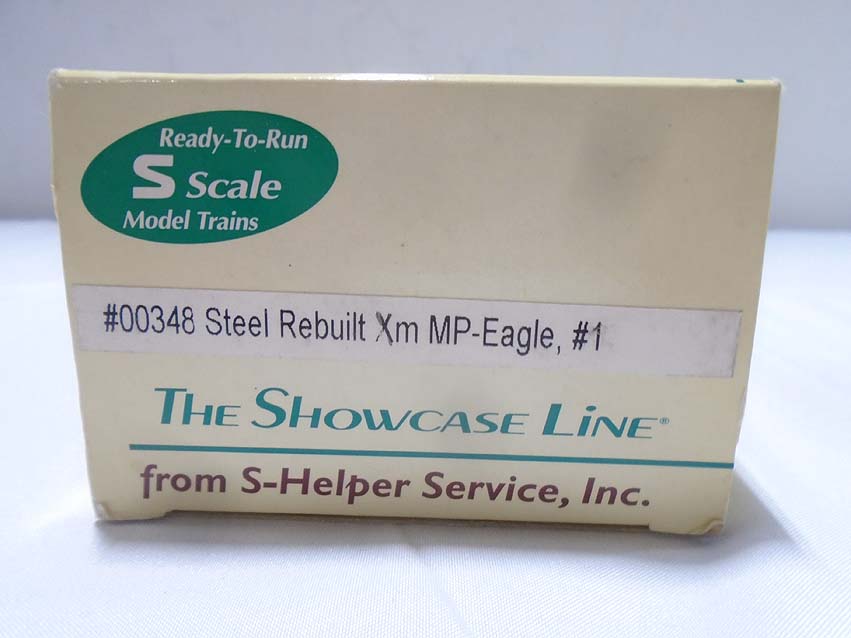 Ready-To-Run
S Scale
Model Trains
#00348 Steel Rebuilt Xm MP-Eagle, #1
THE SHOWCASE LINE®
from S-Helper Service, Inc.